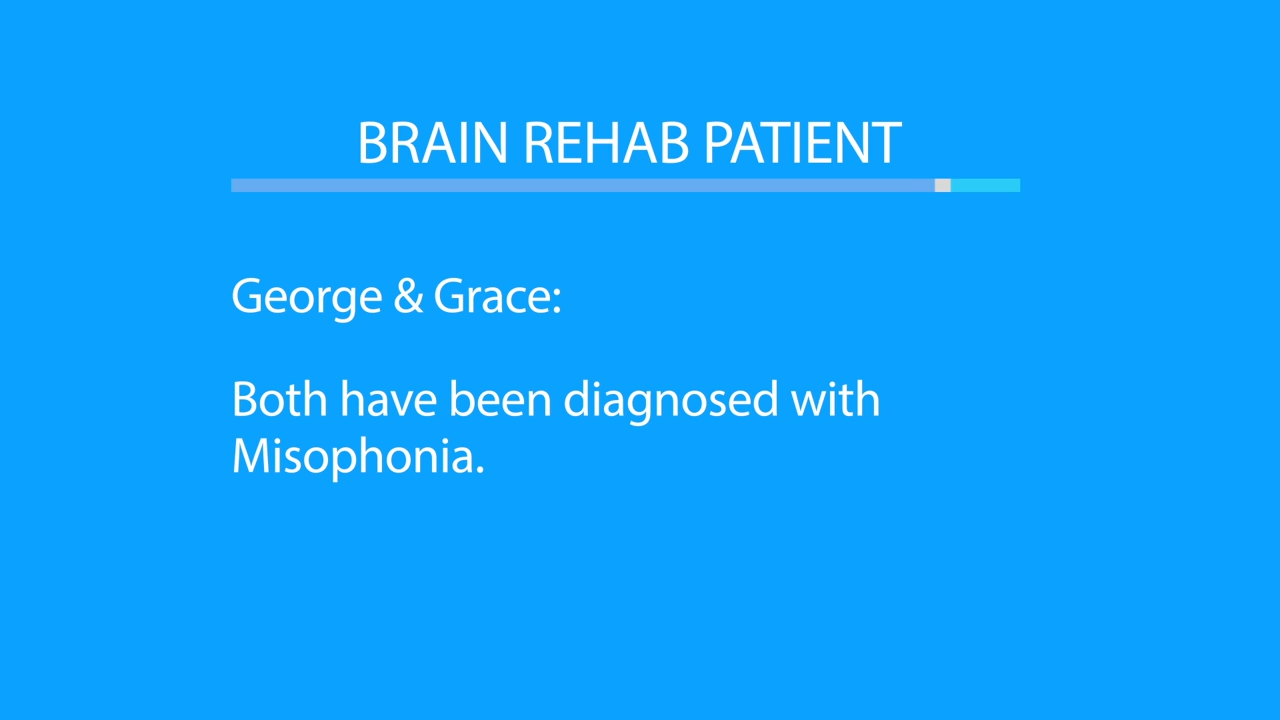 BRAIN REHAB PATIENT
George & Grace:
Both have been diagnosed with
Misophonia.